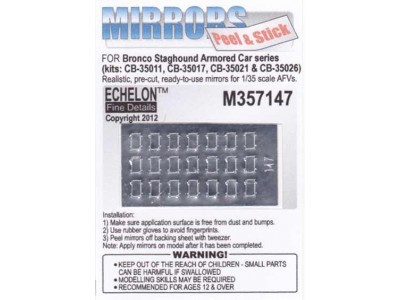 MIRRORS
Peel & Stick
FOR Bronco Staghound Armored Car series
(kits: CB-35011, CB-35017, CB-35021 & CB-35026)
Realistic, pre-cut, ready-to-use mirrors for 1/35 scale AFVs.
ECHELON™
Fine Details
Copyright 2012
M357147
147
Installation:
1) Make sure application surface is free from dust and bumps.
2) Use rubber gloves to avoid fingerprints.
3) Peel mirrors off backing sheet with tweezer.
Note: Apply mirrors on model after it has been completed.
WARNING!
• KEEP OUT OF THE REACH OF CHILDREN - SMALL PARTS
CAN BE HARMFUL IF SWALLOWED
• MODELLING SKILLS MAY BE REQUIRED
• RECOMMENDED FOR AGES 12 & OVER